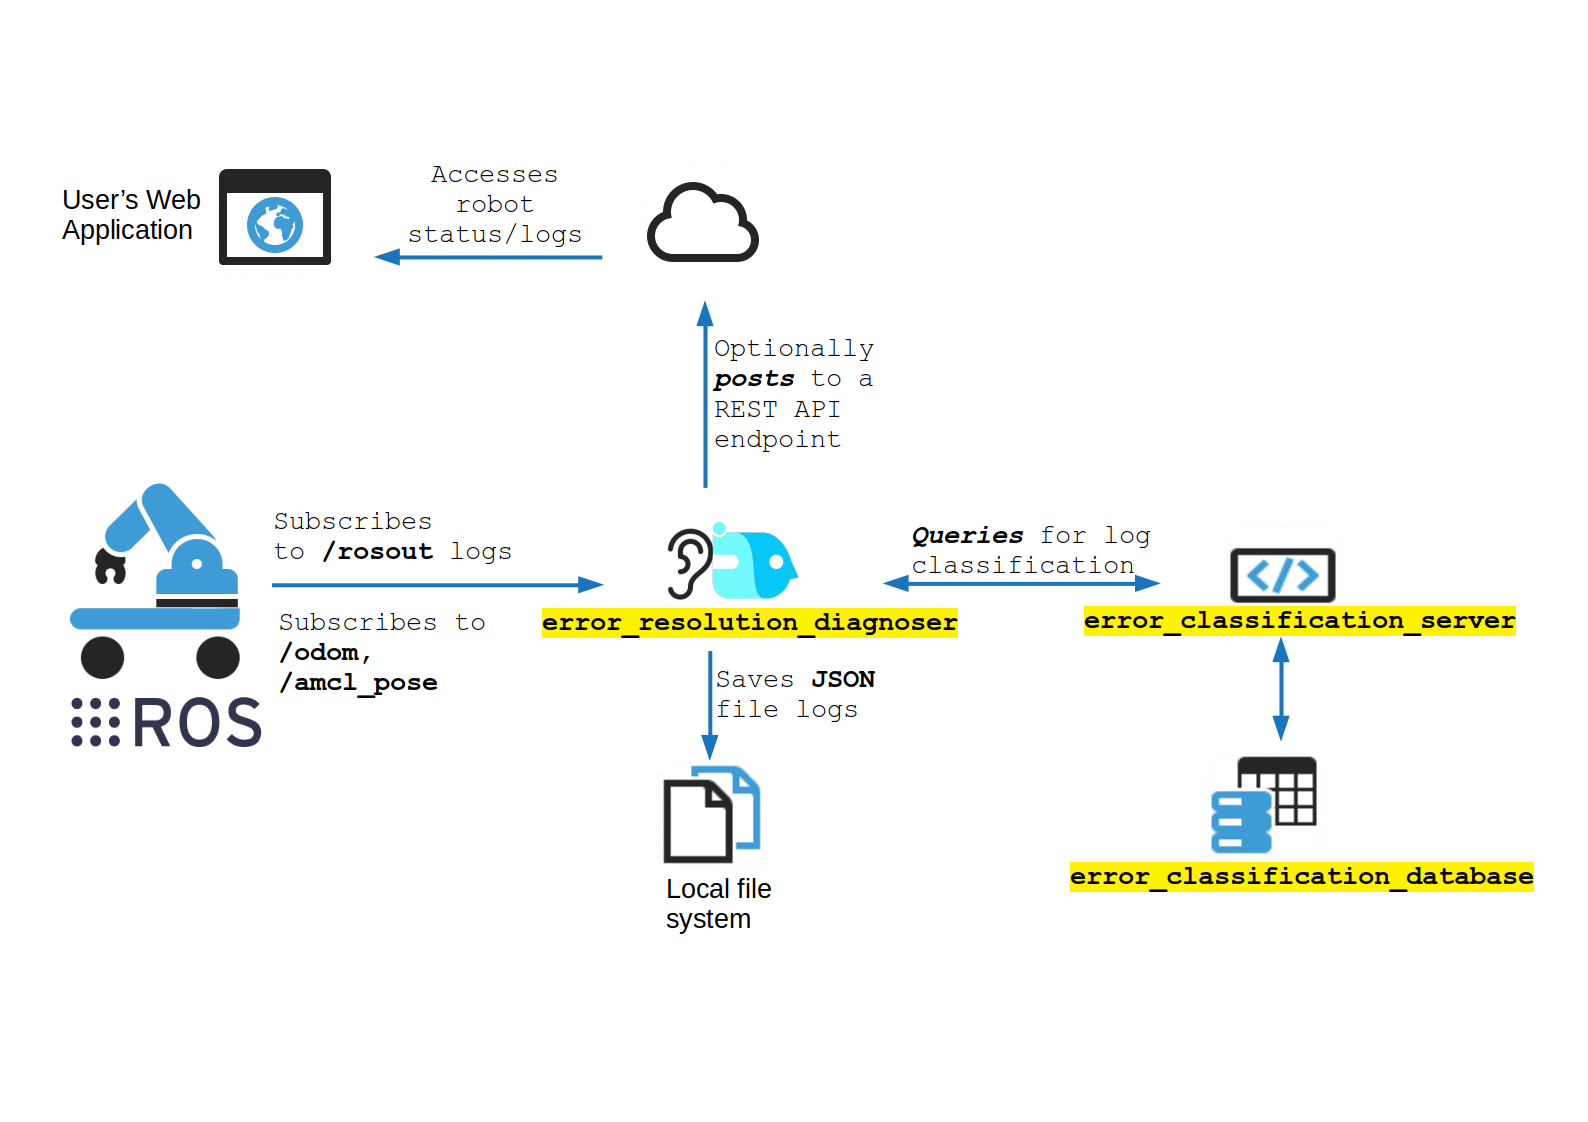 User’s Web
Application
Accesses
robot
status/logs
Optionally
posts to a
REST API
endpoint
Subscribes
to /rosout logs
Subscribes to
/odom,
/amcl_pose
ROS
error_resolution_diagnoser
Queries for log
classification
</>
error_classification_server
Saves JSON
file logs
Local file
system
error_classification_database